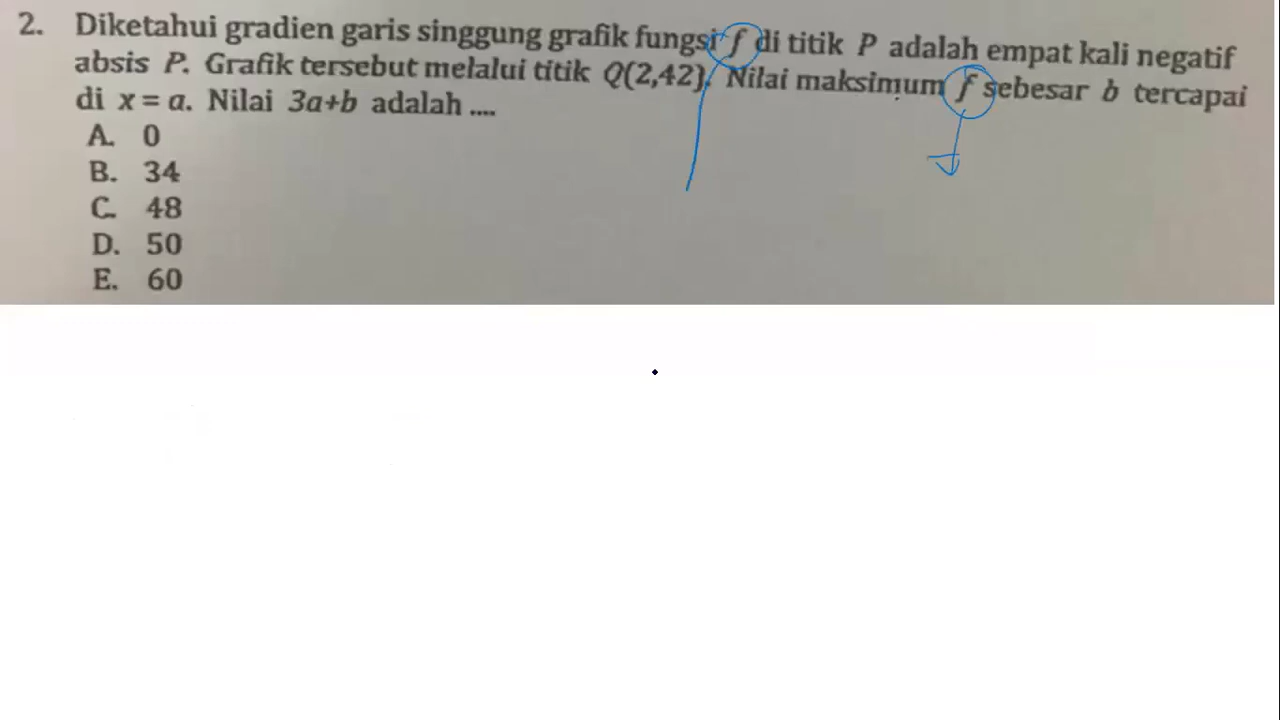 2. Diketahui gradien garis singgung grafik fungsi f di titik P adalah empat kali negatif
absis P. Grafik tersebut melalui titik Q(2,42). Nilai maksimum f sebesar b tercapai
di x = a. Nilai 3a+b adalah ....
A. 0
B. 34
C. 48
D. 50
E. 60